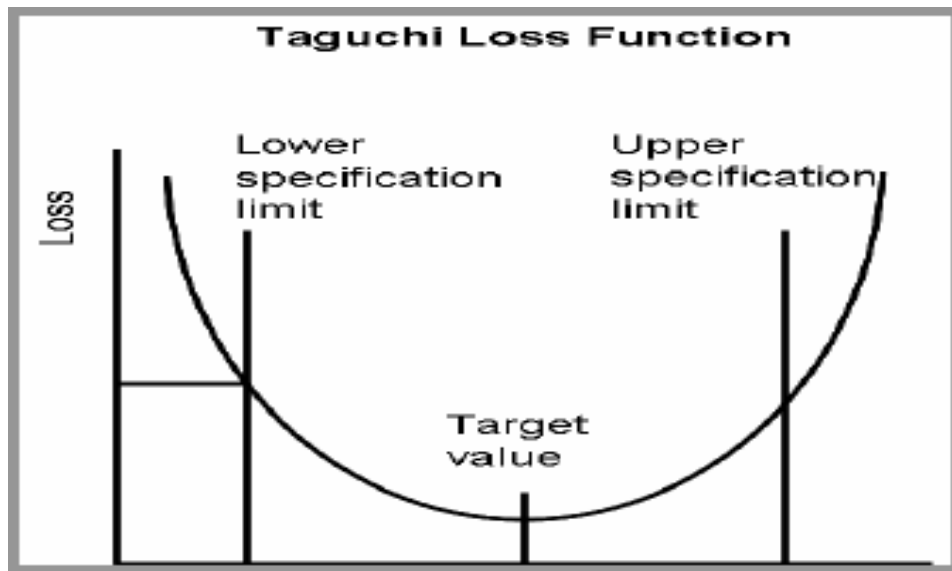 Taguchi Loss Function
Lower
specification
limit
Upper
specification
limit
Loss
Target
value